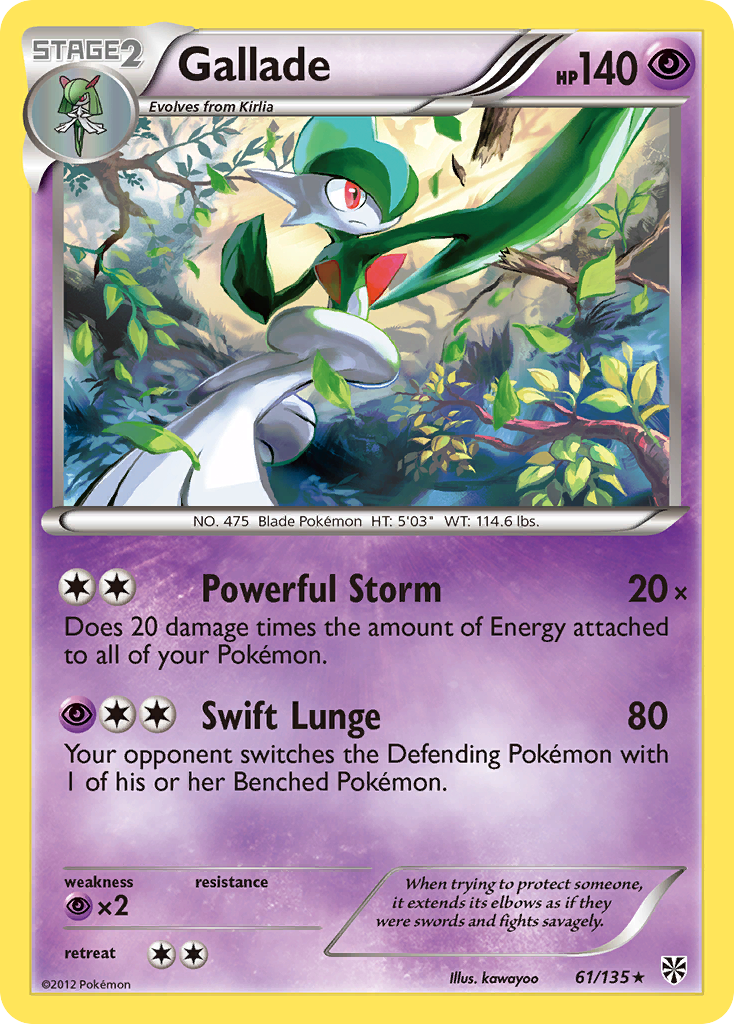 STAGE2
Gallade
HP140
Evolves from Kirlia
NO. 475 Blade Pokémon HT: 5'03" WT: 114.6 lbs.
Powerful Storm 20×
Does 20 damage times the amount of Energy attached
to all of your Pokémon.
Swift Lunge 80
Your opponent switches the Defending Pokémon with
1 of his or her Benched Pokémon.
weakness resistance
×2
retreat
When trying to protect someone,
it extends its elbows as if they
were swords and fights savagely.
©2012 Pokémon
Illus. kawayoo
61/135★